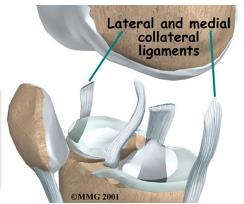 Lateral and medial
collateral
ligaments
©MMG 2001